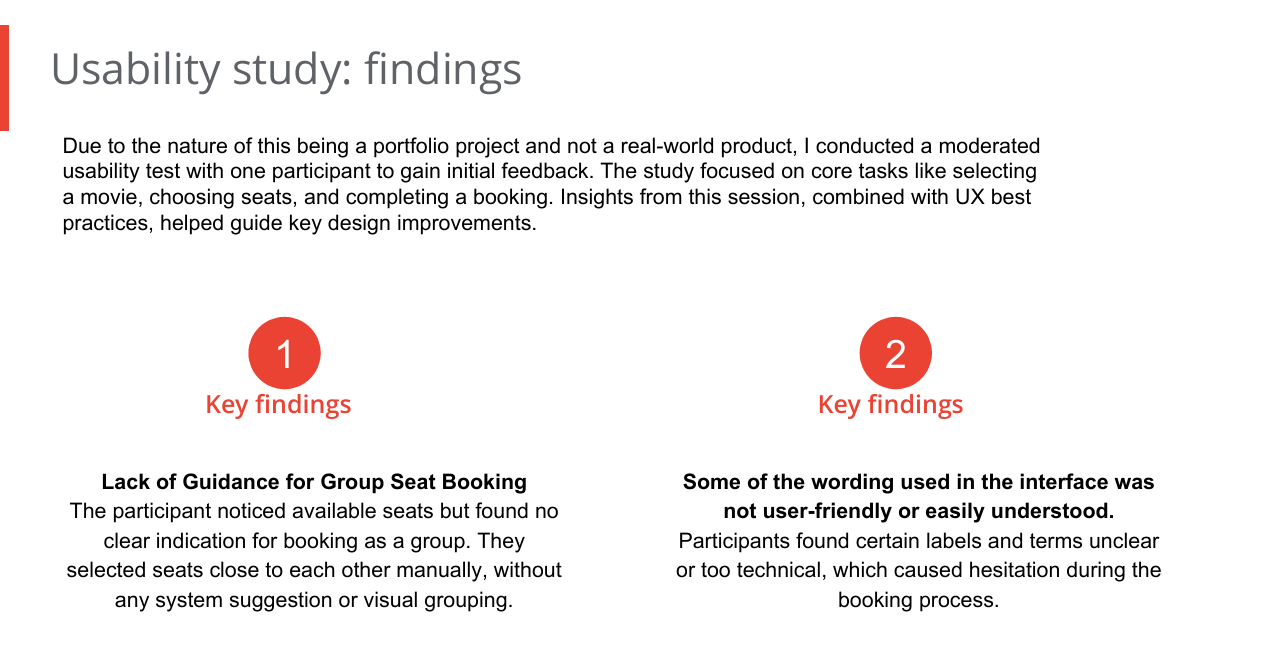 Usability study: findings
Due to the nature of this being a portfolio project and not a real-world product, I conducted a moderated
usability test with one participant to gain initial feedback. The study focused on core tasks like selecting
a movie, choosing seats, and completing a booking. Insights from this session, combined with UX best
practices, helped guide key design improvements.
1
Key findings
Lack of Guidance for Group Seat Booking
The participant noticed available seats but found no
clear indication for booking as a group. They
selected seats close to each other manually, without
any system suggestion or visual grouping.
2
Key findings
Some of the wording used in the interface was
not user-friendly or easily understood.
Participants found certain labels and terms unclear
or too technical, which caused hesitation during the
booking process.